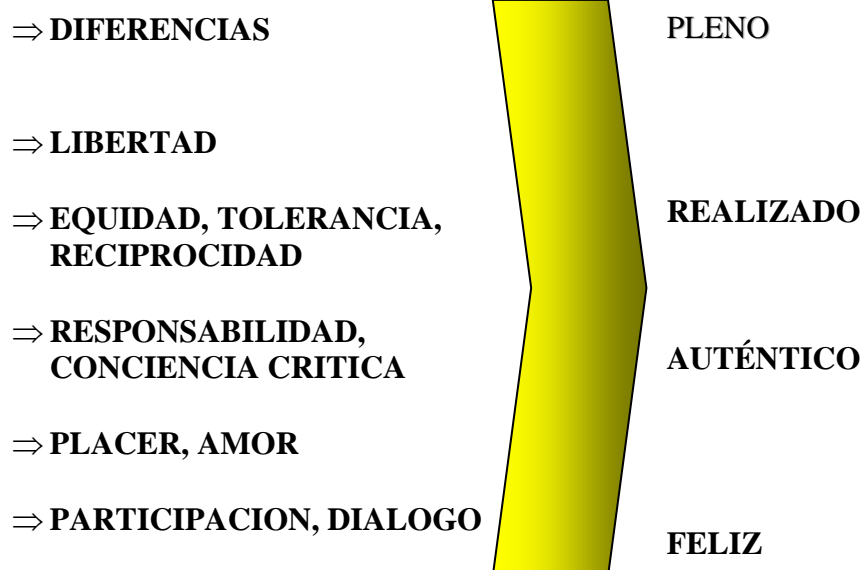 ⇒ DIFERENCIAS
⇒ LIBERTAD
⇒ EQUIDAD, TOLERANCIA,
RECIPROCIDAD
⇒ RESPONSABILIDAD,
CONCIENCIA CRITICA
⇒ PLACER, AMOR
⇒ PARTICIPACION, DIALOGO
PLENO
REALIZADO
AUTÉNTICO
FELIZ